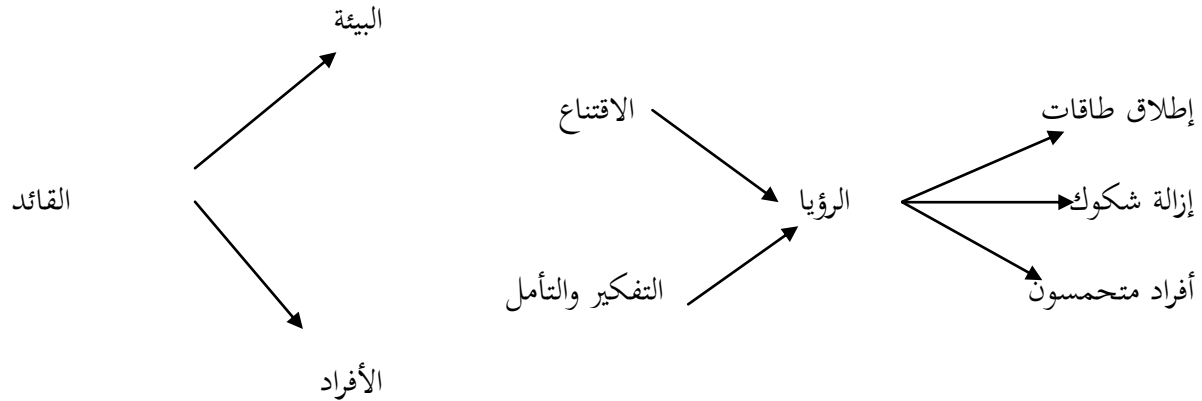 البيئة
إطلاق طاقات
الاقتناع
إزالة شكوك
الرؤيا
القائد
أفراد متحمسون
التفكير والتأمل
الأفراد